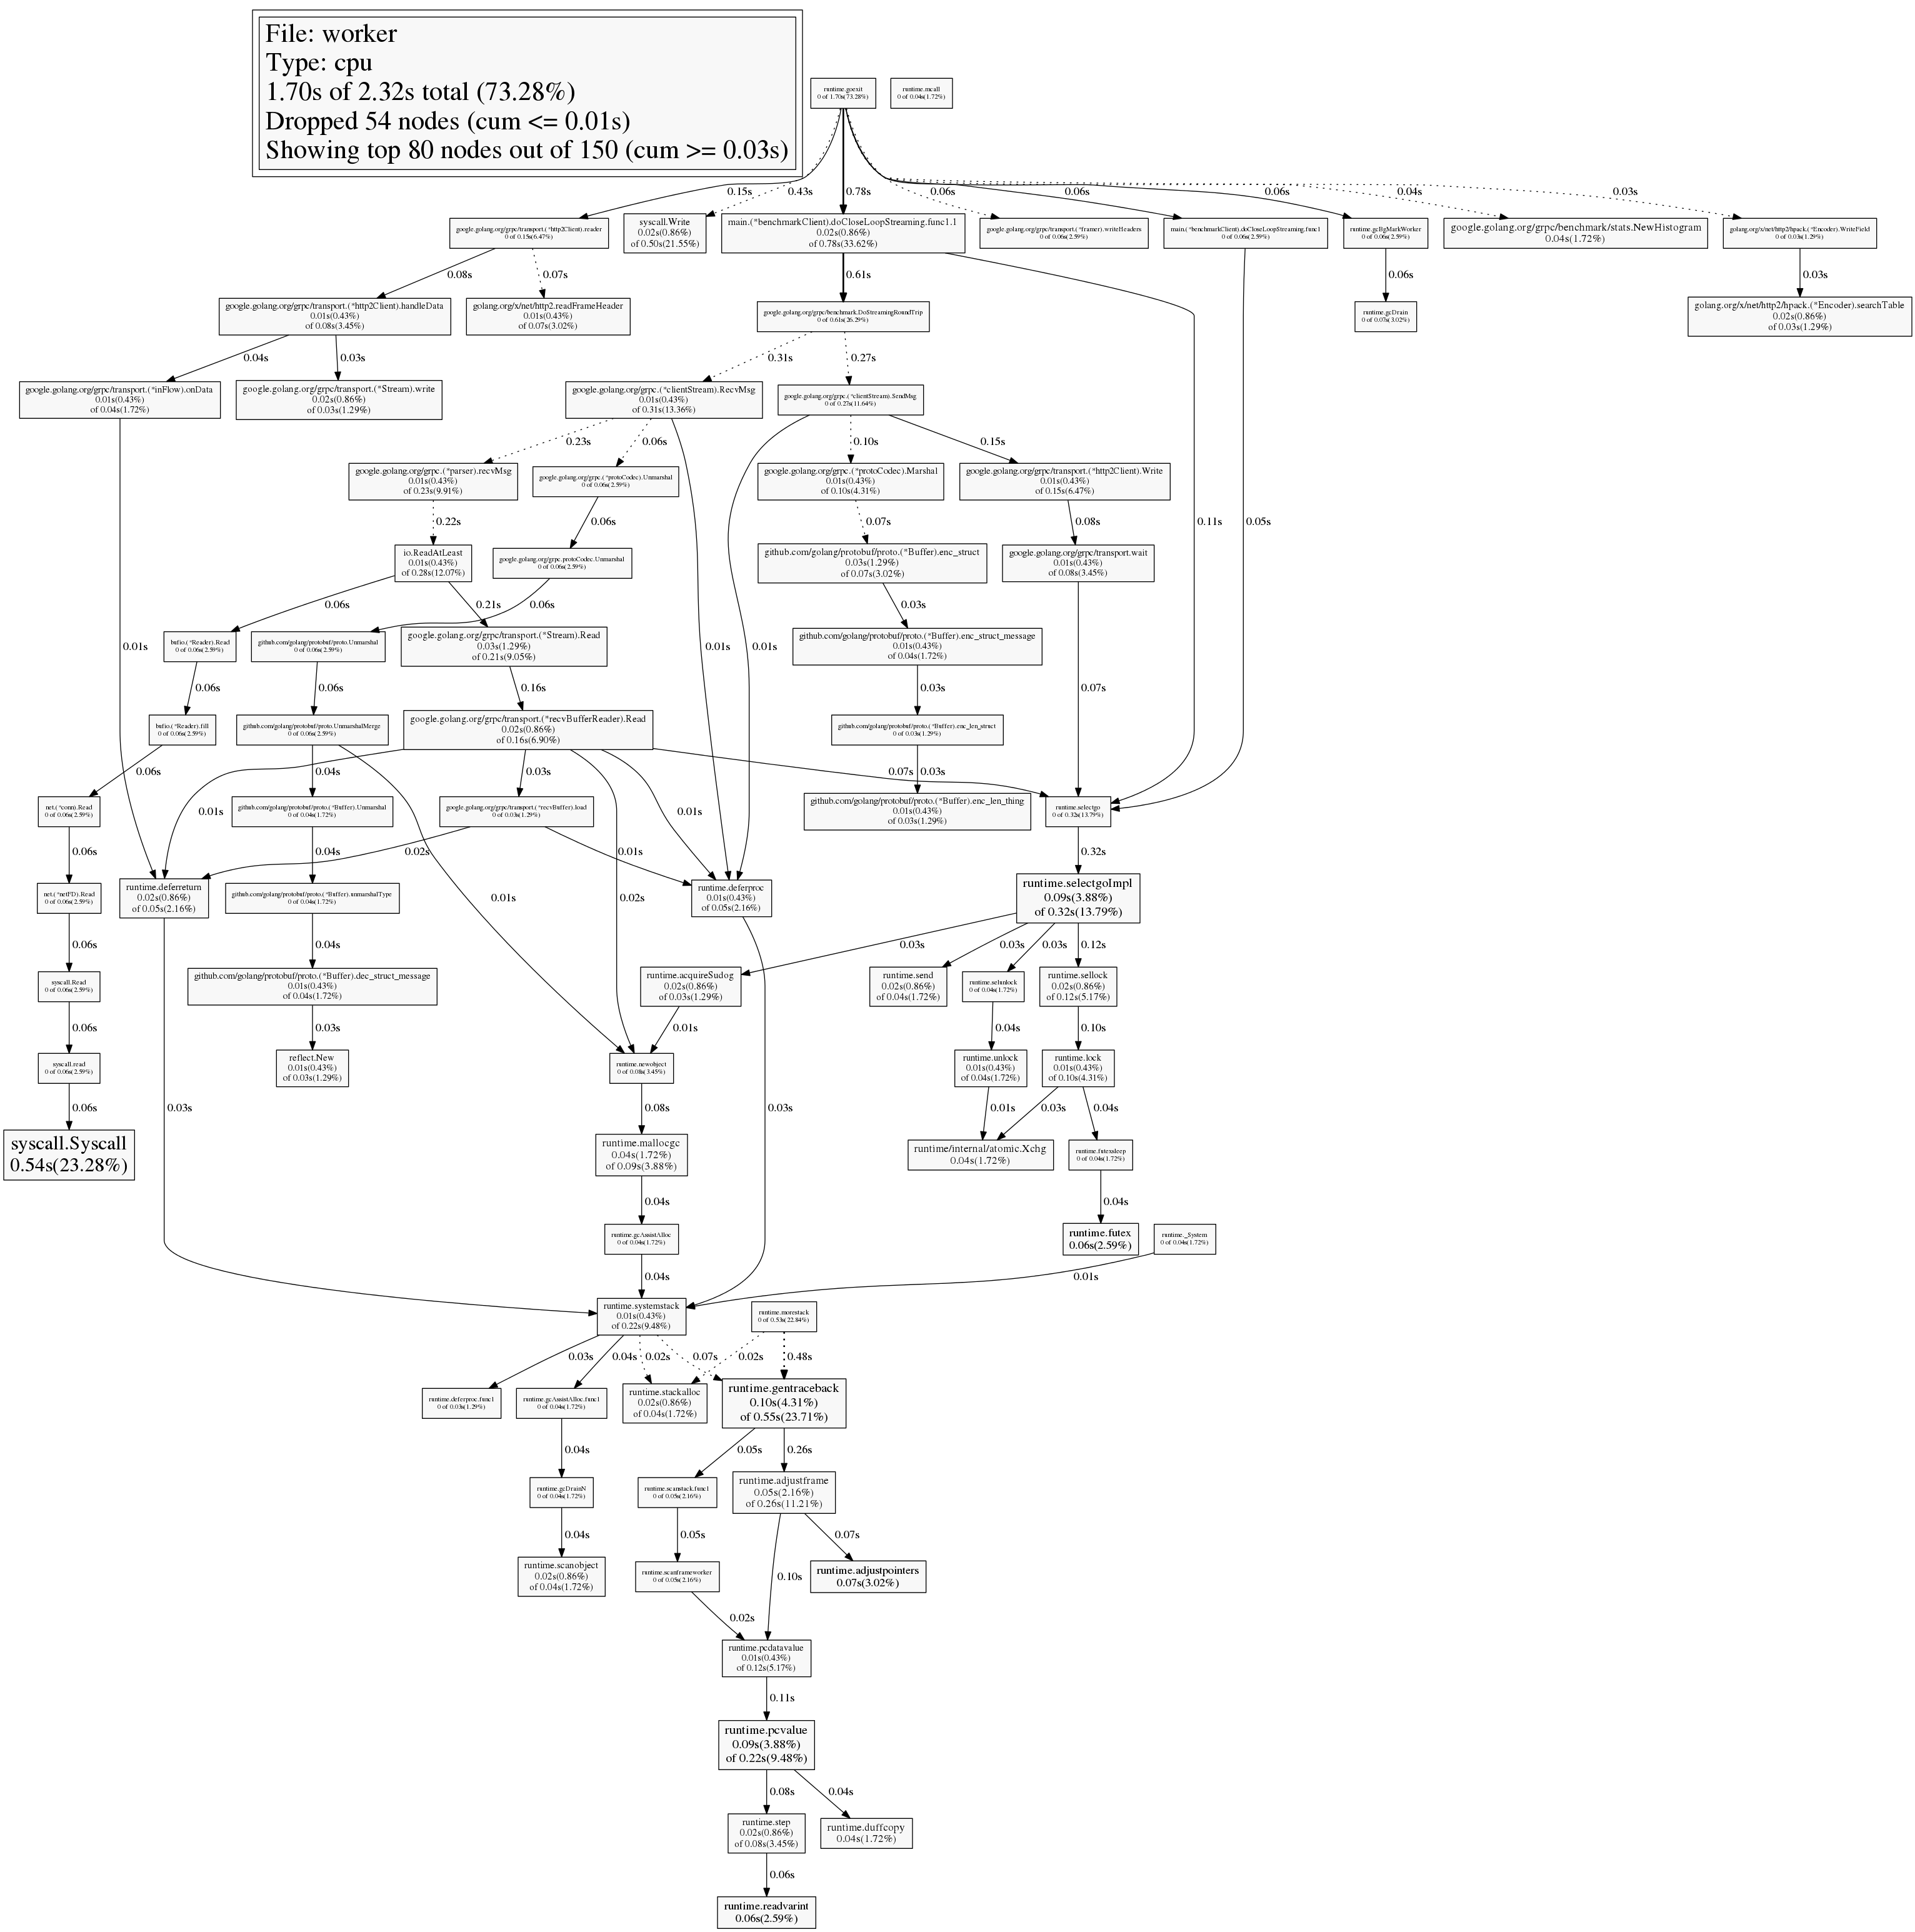 File: worker
Type: cpu
1.70s of 2.32s total (73.28%)
Dropped 54 nodes (cum <= 0.01s)
Showing top 80 nodes out of 150 (cum >= 0.03s)
runtime.goexit
0 of 1.70s(73.28%)
runtime.mcall
0 of 0.04s(1.72%)
0.15s
0.43s
0.78s
0.06s
0.06s
0.06s
0.04s
0.03s
google.golang.org/grpc/transport.(*http2Client).reader
0 of 0.15s(6.47%)
syscall.Write
0.02s(0.86%)
of 0.50s(21.55%)
main.(*benchmarkClient).doCloseLoopStreaming.func1.1
0.02s(0.86%)
of 0.78s(33.62%)
google.golang.org/grpc/transport.(*framer).writeHeaders
0 of 0.06s(2.59%)
main.(*benchmarkClient).doCloseLoopStreaming.func1
0 of 0.06s(2.59%)
runtime.gcBgMarkWorker
0 of 0.06s(2.59%)
google.golang.org/grpc/benchmark/stats.NewHistogram
0.04s(1.72%)
golang.org/x/net/http2/hpack.(*Encoder).WriteField
0 of 0.03s(1.29%)
0.08s
0.07s
0.61s
0.06s
0.03s
google.golang.org/grpc/transport.(*http2Client).handleData
0.01s(0.43%)
of 0.08s(3.45%)
golang.org/x/net/http2.readFrameHeader
0.01s(0.43%)
of 0.07s(3.02%)
google.golang.org/grpc/benchmark.DoStreamingRoundTrip
0 of 0.61s(26.29%)
runtime.gcDrain
0 of 0.07s(3.02%)
golang.org/x/net/http2/hpack.(*Encoder).searchTable
0.02s(0.86%)
of 0.03s(1.29%)
0.04s
0.03s
0.31s
0.27s
google.golang.org/grpc/transport.(*inFlow).onData
0.01s(0.43%)
of 0.04s(1.72%)
google.golang.org/grpc/transport.(*Stream).write
0.02s(0.86%)
of 0.03s(1.29%)
google.golang.org/grpc.(*clientStream).RecvMsg
0.01s(0.43%)
of 0.31s(13.36%)
google.golang.org/grpc.(*clientStream).SendMsg
0 of 0.27s(11.64%)
0.23s
0.06s
0.10s
0.15s
google.golang.org/grpc.(*parser).recvMsg
0.01s(0.43%)
of 0.23s(9.91%)
google.golang.org/grpc.(*protoCodec).Unmarshal
0 of 0.06s(2.59%)
google.golang.org/grpc.(*protoCodec).Marshal
0.01s(0.43%)
of 0.10s(4.31%)
google.golang.org/grpc/transport.(*http2Client).Write
0.01s(0.43%)
of 0.15s(6.47%)
0.22s
0.06s
0.07s
0.08s
0.11s
0.05s
io.ReadAtLeast
0.01s(0.43%)
of 0.28s(12.07%)
google.golang.org/grpc.protoCodec.Unmarshal
0 of 0.06s(2.59%)
github.com/golang/protobuf/proto.(*Buffer).enc_struct
0.03s(1.29%)
of 0.07s(3.02%)
google.golang.org/grpc/transport.wait
0.01s(0.43%)
of 0.08s(3.45%)
0.06s
0.21s
0.06s
0.03s
0.01s
bufio.(*Reader).Read
0 of 0.06s(2.59%)
github.com/golang/protobuf/proto.Unmarshal
0 of 0.06s(2.59%)
google.golang.org/grpc/transport.(*Stream).Read
0.03s(1.29%)
of 0.21s(9.05%)
0.01s
0.01s
github.com/golang/protobuf/proto.(*Buffer).enc_struct_message
0.01s(0.43%)
of 0.04s(1.72%)
0.06s
0.06s
0.16s
0.03s
0.07s
bufio.(*Reader).fill
0 of 0.06s(2.59%)
github.com/golang/protobuf/proto.UnmarshalMerge
0 of 0.06s(2.59%)
google.golang.org/grpc/transport.(*recvBufferReader).Read
0.02s(0.86%)
of 0.16s(6.90%)
github.com/golang/protobuf/proto.(*Buffer).enc_len_struct
0 of 0.03s(1.29%)
0.06s
0.04s
0.03s
0.07s
0.03s
net.(*conn).Read
0 of 0.06s(2.59%)
0.01s
github.com/golang/protobuf/proto.(*Buffer).Unmarshal
0 of 0.04s(1.72%)
google.golang.org/grpc/transport.(*recvBuffer).load
0 of 0.03s(1.29%)
0.01s
github.com/golang/protobuf/proto.(*Buffer).enc_len_thing
0.01s(0.43%)
of 0.03s(1.29%)
runtime.selectgo
0 of 0.32s(13.79%)
0.06s
0.04s
0.02s
0.01s
0.32s
net.(*netFD).Read
0 of 0.06s(2.59%)
runtime.deferreturn
0.02s(0.86%)
of 0.05s(2.16%)
github.com/golang/protobuf/proto.(*Buffer).unmarshalType
0 of 0.04s(1.72%)
0.01s
0.02s
runtime.deferproc
0.01s(0.43%)
of 0.05s(2.16%)
runtime.selectgoImpl
0.09s(3.88%)
of 0.32s(13.79%)
0.06s
0.04s
0.03s
0.03s
0.03s
0.12s
syscall.Read
0 of 0.06s(2.59%)
github.com/golang/protobuf/proto.(*Buffer).dec_struct_message
0.01s(0.43%)
of 0.04s(1.72%)
runtime.acquireSudog
0.02s(0.86%)
of 0.03s(1.29%)
runtime.send
0.02s(0.86%)
of 0.04s(1.72%)
runtime.selunlock
0 of 0.04s(1.72%)
runtime.sellock
0.02s(0.86%)
of 0.12s(5.17%)
0.06s
0.03s
0.01s
0.04s
0.10s
syscall.read
0 of 0.06s(2.59%)
reflect.New
0.01s(0.43%)
of 0.03s(1.29%)
runtime.newobject
0 of 0.08s(3.45%)
runtime.unlock
0.01s(0.43%)
of 0.04s(1.72%)
runtime.lock
0.01s(0.43%)
of 0.10s(4.31%)
0.06s
0.03s
0.08s
0.03s
0.01s
0.03s
0.04s
syscall.Syscall
0.54s(23.28%)
runtime.mallocgc
0.04s(1.72%)
of 0.09s(3.88%)
runtime/internal/atomic.Xchg
0.04s(1.72%)
runtime.futexsleep
0 of 0.04s(1.72%)
0.04s
0.04s
runtime.gcAssistAlloc
0 of 0.04s(1.72%)
runtime.futex
0.06s(2.59%)
runtime._System
0 of 0.04s(1.72%)
0.04s
0.01s
runtime.systemstack
0.01s(0.43%)
of 0.22s(9.48%)
runtime.morestack
0 of 0.53s(22.84%)
0.03s
0.04s
0.02s
0.07s
0.02s
0.48s
runtime.deferproc.func1
0 of 0.03s(1.29%)
runtime.gcAssistAlloc.func1
0 of 0.04s(1.72%)
runtime.stackalloc
0.02s(0.86%)
of 0.04s(1.72%)
runtime.gentraceback
0.10s(4.31%)
of 0.55s(23.71%)
0.04s
0.05s
0.26s
runtime.gcDrainN
0 of 0.04s(1.72%)
runtime.scanstack.func1
0 of 0.05s(2.16%)
runtime.adjustframe
0.05s(2.16%)
of 0.26s(11.21%)
0.04s
0.05s
0.07s
runtime.scanobject
0.02s(0.86%)
of 0.04s(1.72%)
runtime.scanframeworker
0 of 0.05s(2.16%)
0.10s
runtime.adjustpointers
0.07s(3.02%)
0.02s
runtime.pcdatavalue
0.01s(0.43%)
of 0.12s(5.17%)
0.11s
runtime.pcvalue
0.09s(3.88%)
of 0.22s(9.48%)
0.08s
0.04s
runtime.step
0.02s(0.86%)
of 0.08s(3.45%)
runtime.duffcopy
0.04s(1.72%)
0.06s
runtime.readvarint
0.06s(2.59%)